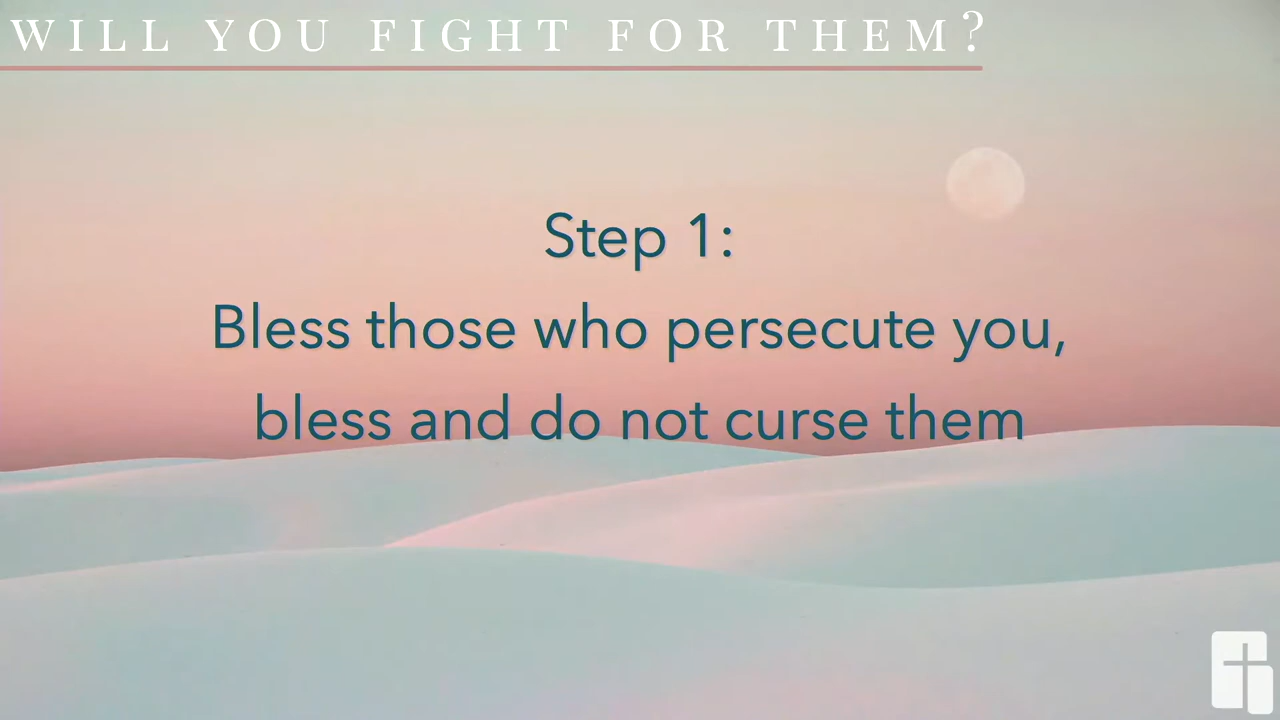 WILL YOU FIGHT FOR THEM?
Step 1:
Bless those who persecute you,
bless and do not curse them